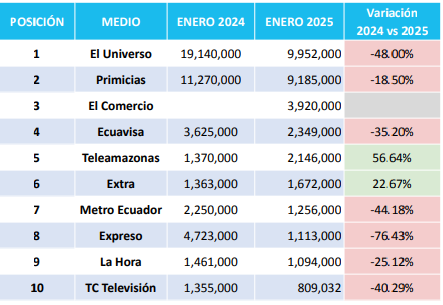 POSICIÓN MEDIO ENERO 2024 ENERO 2025 Variación 2024 vs 2025
1 El Universo 19,140,000 9,952,000 -48.00%
2 Primicias 11,270,000 9,185,000 -18.50%
3 El Comercio 3,920,000
4 Ecuavisa 3,625,000 2,349,000 -35.20%
5 Teleamazonas 1,370,000 2,146,000 56.64%
6 Extra 1,363,000 1,672,000 22.67%
7 Metro Ecuador 2,250,000 1,256,000 -44.18%
8 Expreso 4,723,000 1,113,000 -76.43%
9 La Hora 1,461,000 1,094,000 -25.12%
10 TC Televisión 1,355,000 809,032 -40.29%